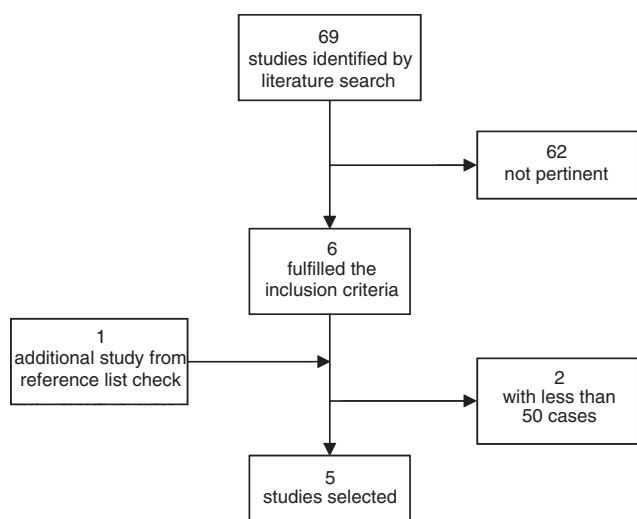 69
studies identified by
literature search
62
not pertinent
6
fulfilled the
inclusion criteria
1
additional study from
reference list check
2
with less than
50 cases
5
studies selected